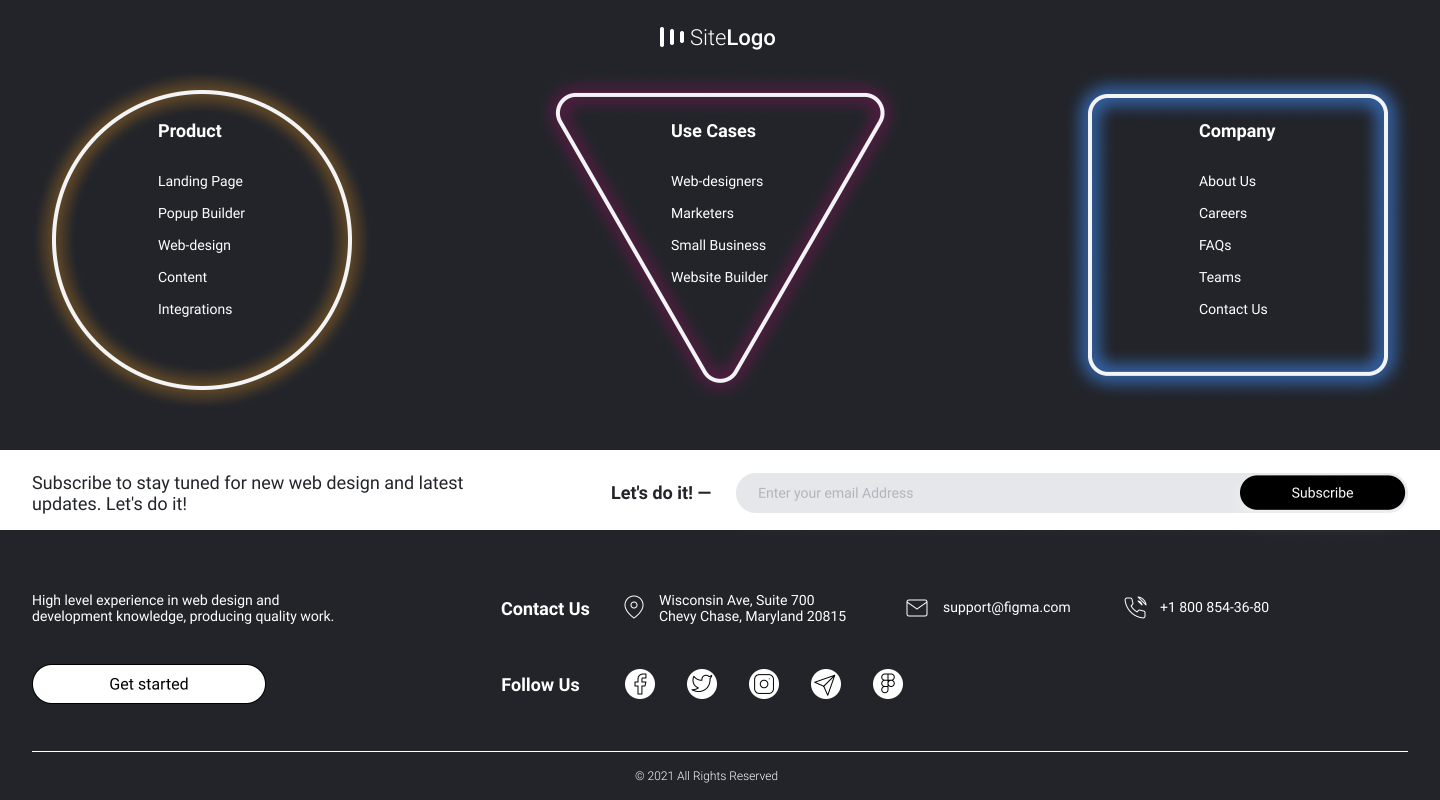 SiteLogo
Product
Landing Page
Popup Builder
Web-design
Content
Integrations
Use Cases
Web-designers
Marketers
Small Business
Website Builder
Company
About Us
Careers
FAQs
Teams
Contact Us
Subscribe to stay tuned for new web design and latest
updates. Let's do it!
Let's do it! —
Enter your email Address
Subscribe
High level experience in web design and
development knowledge, producing quality work.
Get started
Contact Us
Wisconsin Ave, Suite 700
Chevy Chase, Maryland 20815
support@figma.com
+1 800 854-36-80
Follow Us
© 2021 All Rights Reserved